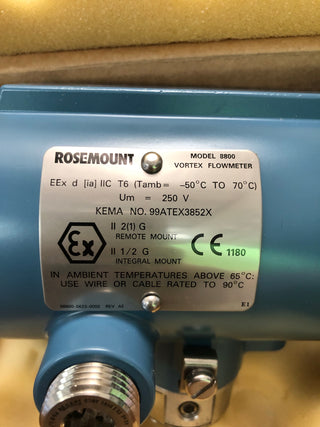 ROSEMOUNT
MODEL 8800
VORTEX FLOWMETER
EEx d [ia] IIC T6 (Tamb = -50°C TO 70°C)
Um = 250 V
KEMA NO. 99ATEX3852X
Ex
II 2(1) G
REMOTE MOUNT
II 1/2 G
INTEGRAL MOUNT
CE 1180
IN AMBIENT TEMPERATURES ABOVE 65°C:
USE WIRE OR CABLE RATED TO 90°C
E1